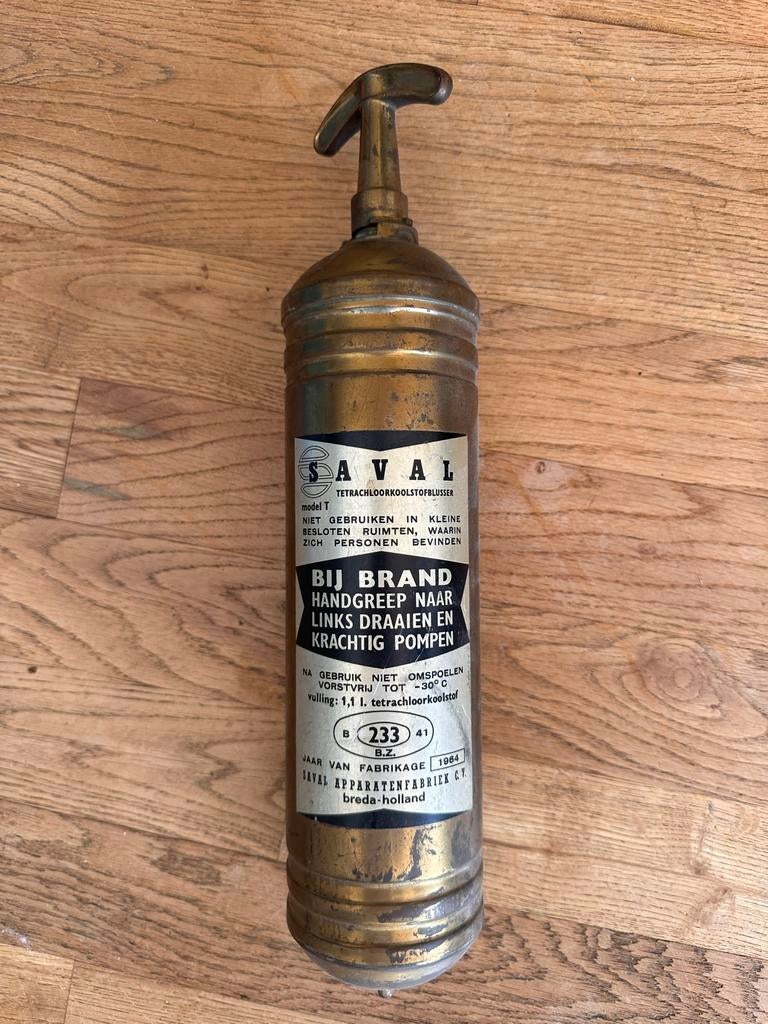 SAVAL
TETRACHLOORKOOLSTOFBLUSSER
model T
NIET GEBRUIKEN IN KLEINE
BESLOTEN RUIMTEN, WAARIN
ZICH PERSONEN BEVINDEN
BIJ BRAND
HANDGREEP NAAR
LINKS DRAAIEN EN
KRACHTIG POMPEN
NA GEBRUIK NIET OMSPOELEN
VORSTVRIJ TOT -30° C
vulling: 1,1 l. tetrachloorkoolstof
B 233 41
B.Z.
JAAR VAN FABRIKAGE 1964
SAVAL APPARATENFABRIEK C.V.
breda-holland